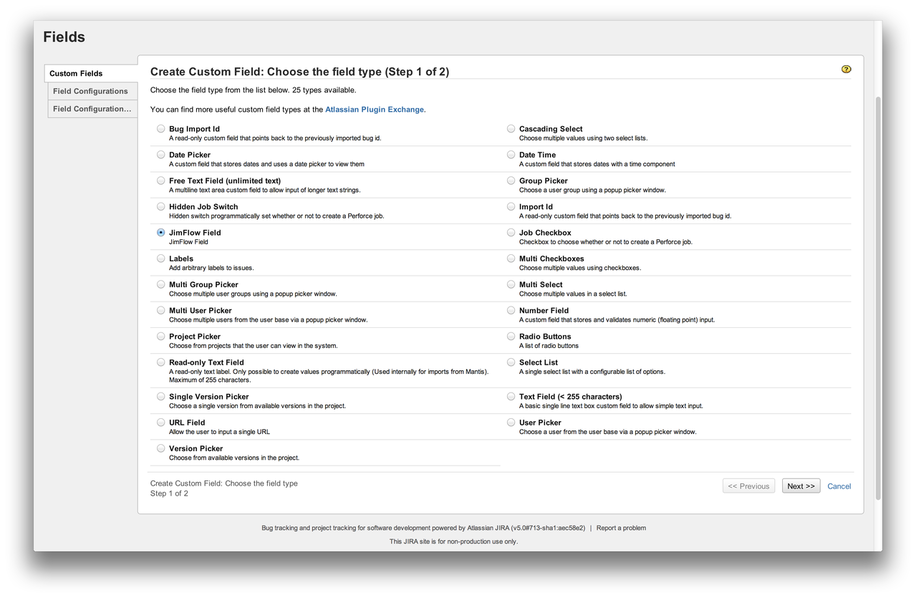 Fields
Custom Fields
Field Configurations
Field Configuration...
Create Custom Field: Choose the field type (Step 1 of 2)
Choose the field type from the list below. 25 types available.
You can find more useful custom field types at the Atlassian Plugin Exchange.
Bug Import Id
A read-only custom field that points back to the previously imported bug id.
Cascading Select
Choose multiple values using two select lists.
Date Picker
A custom field that stores dates and uses a date picker to view them
Date Time
A custom field that stores dates with a time component
Free Text Field (unlimited text)
A multiline text area custom field to allow input of longer text strings.
Group Picker
Choose a user group using a popup picker window.
Hidden Job Switch
Hidden switch programmatically set whether or not to create a Perforce job.
Import Id
A read-only custom field that points back to the previously imported bug id.
JimFlow Field
JimFlow Field
Job Checkbox
Checkbox to choose whether or not to create a Perforce job.
Labels
Add arbitrary labels to issues.
Multi Checkboxes
Choose multiple values using checkboxes.
Multi Group Picker
Choose multiple user groups using a popup picker window.
Multi Select
Choose multiple values in a select list.
Multi User Picker
Choose multiple users from the user base via a popup picker window.
Number Field
A custom field that stores and validates numeric (floating point) input.
Project Picker
Choose from projects that the user can view in the system.
Radio Buttons
A list of radio buttons
Read-only Text Field
A read-only text label. Only possible to create values programmatically (Used internally for imports from Mantis).
Maximum of 255 characters.
Select List
A single select list with a configurable list of options.
Single Version Picker
Choose a single version from available versions in the project.
Text Field (< 255 characters)
A basic single line text box custom field to allow simple text input.
URL Field
Allow the user to input a single URL
User Picker
Choose a user from the user base via a popup picker window.
Version Picker
Choose from available versions in the project.
Create Custom Field: Choose the field type
Step 1 of 2
<< Previous
Next >>
Cancel
Bug tracking and project tracking for software development powered by Atlassian JIRA (v5.0#713-sha1:aec58e2) | Report a problem
This JIRA site is for non-production use only.